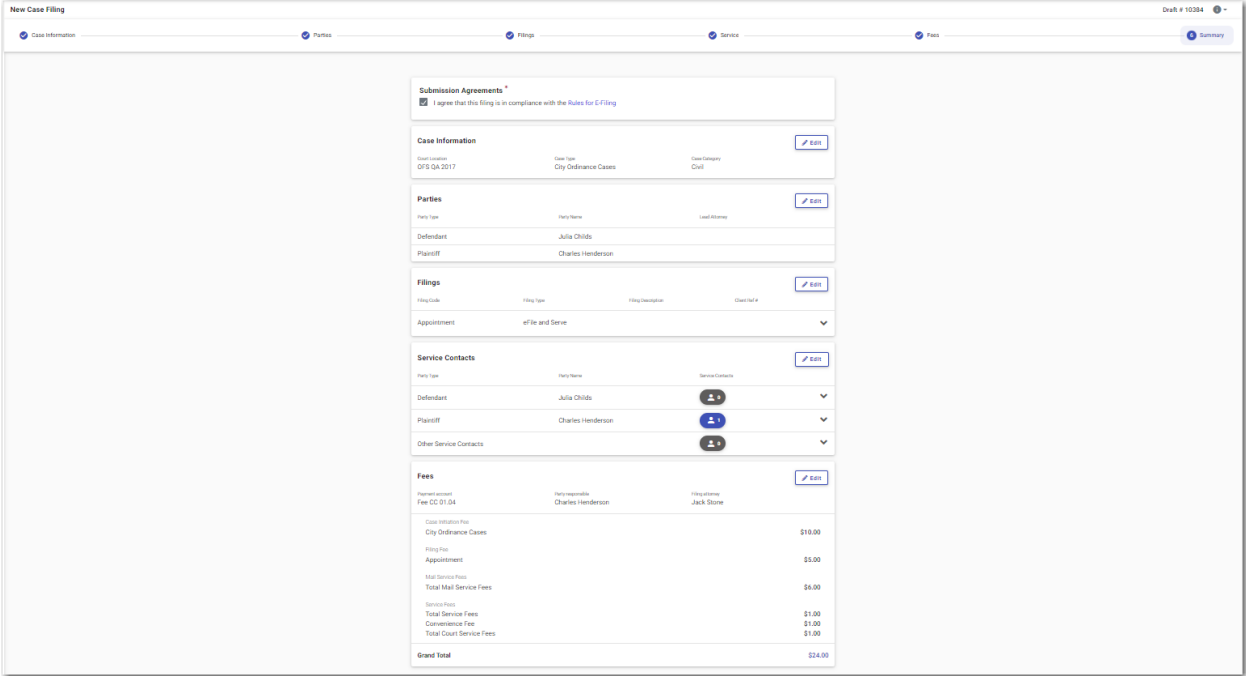 New Case Filing Draft # 10384
Case Information Parties Filings Service Fees 6 Summary
Submission Agreements *
I agree that this filing is in compliance with the Rules for E-Filing
Case Information Edit
Court Location Case Type Case Category
OFS QA 2017 City Ordinance Cases Civil
Parties Edit
Party Type Party Name Lead Attorney
Defendant Julia Childs
Plaintiff Charles Henderson
Filings Edit
Filing Code Filing Type Filing Description Client Ref #
Appointment eFile and Serve
Service Contacts Edit
Party Type Party Name Service Contacts
Defendant Julia Childs
Plaintiff Charles Henderson 1
Other Service Contacts
Fees Edit
Payment account Party responsible Filing attorney
Fee CC 01.04 Charles Henderson Jack Stone
Case Initiation Fee
City Ordinance Cases $10.00
Filing Fee
Appointment $5.00
Mail Service Fees
Total Mail Service Fees $6.00
Service Fees
Total Service Fees $1.00
Convenience Fee $1.00
Total Court Service Fees $1.00
Grand Total $24.00